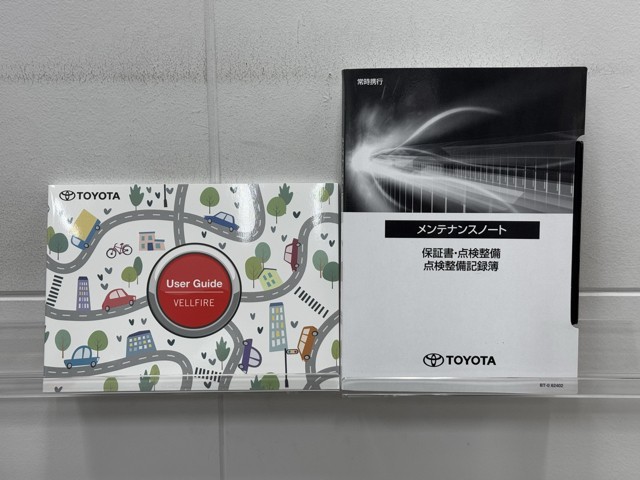 TOYOTA
User Guide
VELLFIRE
常時携行
メンテナンスノート
保証書・点検整備
点検整備記録簿
TOYOTA